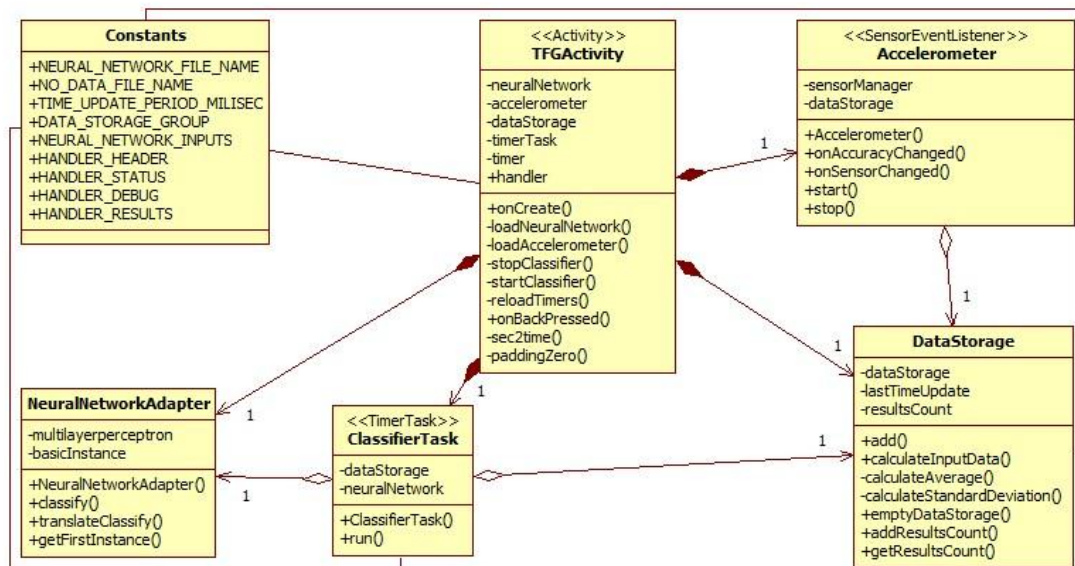 Constants
+NEURAL_NETWORK_FILE_NAME
+NO_DATA_FILE_NAME
+TIME_UPDATE_PERIOD_MILISEC
+DATA_STORAGE_GROUP
+NEURAL_NETWORK_INPUTS
+HANDLER_HEADER
+HANDLER_STATUS
+HANDLER_DEBUG
+HANDLER_RESULTS
<<Activity>>
TFGActivity
-neuralNetwork
-accelerometer
-dataStorage
-timerTask
-timer
+handler
+onCreate()
-loadNeuralNetwork()
-loadAccelerometer()
-stopClassifier()
-startClassifier()
-reloadTimers()
+onBackPressed()
-sec2time()
-paddingZero()
<<SensorEventListener>>
Accelerometer
-sensorManager
-dataStorage
+Accelerometer()
+onAccuracyChanged()
+onSensorChanged()
+start()
+stop()
1
1
1
DataStorage
-dataStorage
-lastTimeUpdate
-resultsCount
+add()
+calculateInputData()
-calculateAverage()
-calculateStandardDeviation()
+emptyDataStorage()
+addResultsCount()
+getResultsCount()
NeuralNetworkAdapter
-multilayerperceptron
-basicInstance
+NeuralNetworkAdapter()
+classify()
+translateClassify()
+getFirstInstance()
1
1
<<TimerTask>>
ClassifierTask
-dataStorage
-neuralNetwork
+ClassifierTask()
+run()
1
1